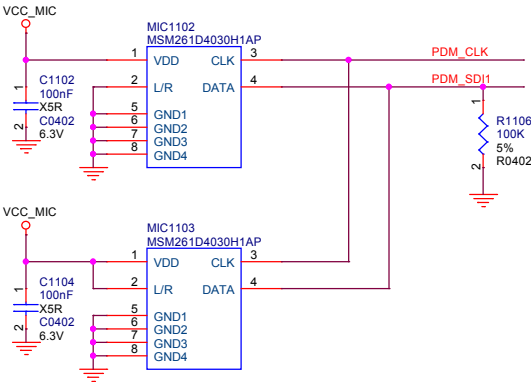 VCC_MIC
MIC1102
MSM261D4030H1AP
1 VDD CLK 3
2 L/R DATA 4
5 GND1
6 GND2
7 GND3
8 GND4
PDM_CLK
PDM_SDI1
1
C1102
100nF
X5R
2 C0402
6.3V
1
R1106
100K
5%
2 R0402
VCC_MIC
MIC1103
MSM261D4030H1AP
1 VDD CLK 3
2 L/R DATA 4
5 GND1
6 GND2
7 GND3
8 GND4
1
C1104
100nF
X5R
2 C0402
6.3V